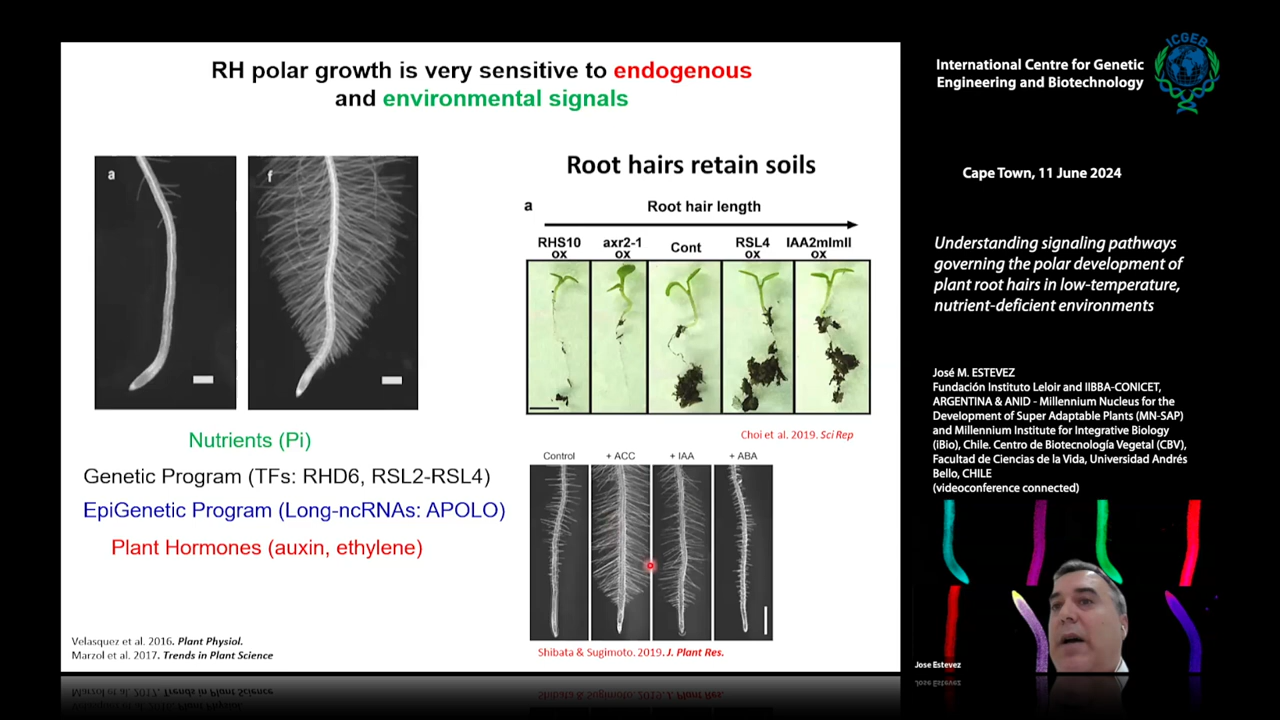 RH polar growth is very sensitive to endogenous
and environmental signals
a
f
Nutrients (Pi)
Genetic Program (TFs: RHD6, RSL2-RSL4)
EpiGenetic Program (Long-ncRNAs: APOLO)
Plant Hormones (auxin, ethylene)
Velasquez et al. 2016. Plant Physiol.
Marzol et al. 2017. Trends in Plant Science
Root hairs retain soils
a
Root hair length
RHS10 ox
axr2-1 ox
Cont
RSL4 ox
IAA2mImII ox
Choi et al. 2019. Sci Rep
Control + ACC + IAA + ABA
Shibata & Sugimoto. 2019. J. Plant Res.
International Centre for Genetic
Engineering and Biotechnology
ICGEB
Cape Town, 11 June 2024
Understanding signaling pathways
governing the polar development of
plant root hairs in low-temperature,
nutrient-deficient environments
José M. ESTEVEZ
Fundación Instituto Leloir and IIBBA-CONICET,
ARGENTINA & ANID - Millennium Nucleus for the
Development of Super Adaptable Plants (MN-SAP)
and Millennium Institute for Integrative Biology
(iBio), Chile. Centro de Biotecnología Vegetal (CBV),
Facultad de Ciencias de la Vida, Universidad Andrés
Bello, CHILE
(videoconference connected)
Jose Estevez